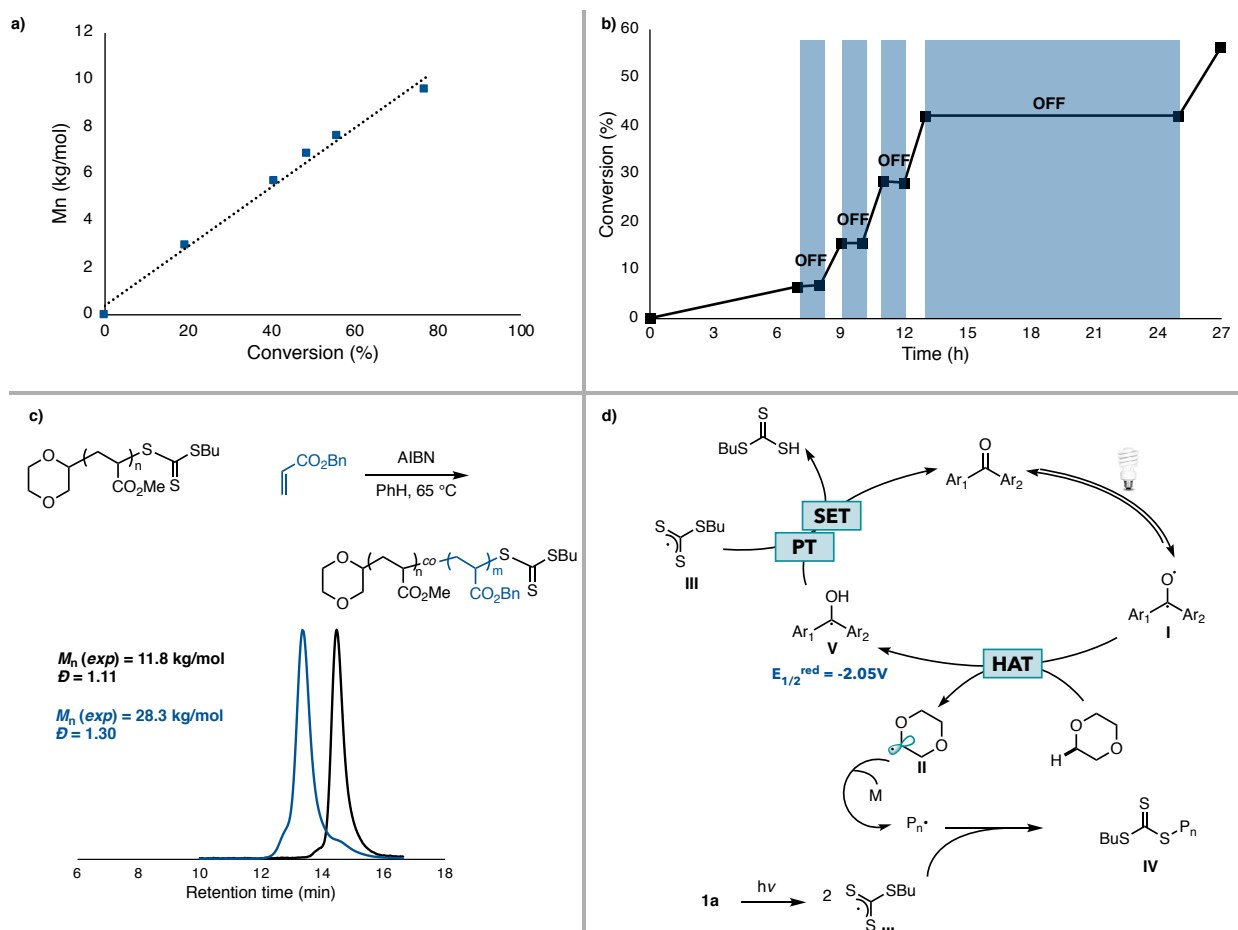 a)
12
10
8
6
4
2
0
Mn (kg/mol)
0 20 40 60 80 100
Conversion (%)
b)
60
50
40
30
20
10
0
Conversion (%)
OFF
OFF
OFF
OFF
0 3 6 9 12 15 18 21 24 27
Time (h)
c)
O
O
n
CO2Me
S
S
SBu
CO2Bn
AIBN
PhH, 65 °C
O
O
n
CO2Me
co
m
CO2Bn
S
S
SBu
Mn (exp) = 11.8 kg/mol
Đ = 1.11
Mn (exp) = 28.3 kg/mol
Đ = 1.30
6 8 10 12 14 16 18
Retention time (min)
d)
S
BuS
SH
O
Ar1
Ar2
SET
PT
S
SBu
S
III
OH
Ar1
Ar2
V
E1/2red = -2.05V
O•
Ar1
Ar2
I
HAT
O
O
II
O
O
H
M
Pn•
S
BuS
S
Pn
IV
1a
hν
2
S
SBu
S